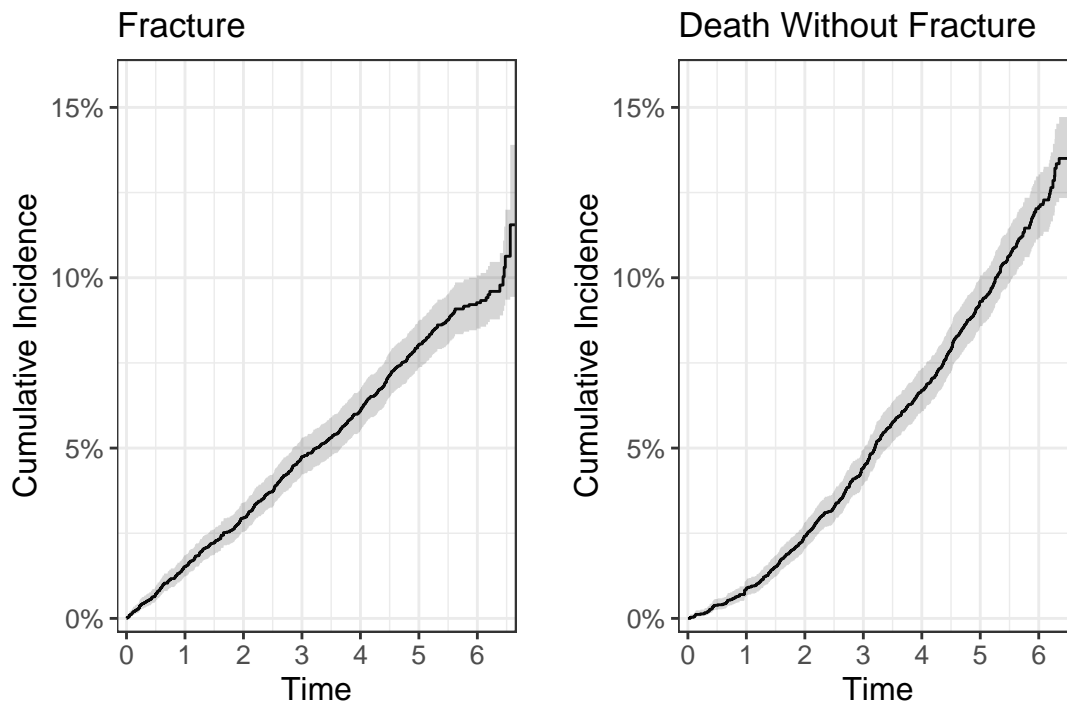 Fracture
15%
10%
5%
0%
Cumulative Incidence
0 1 2 3 4 5 6
Time
Death Without Fracture
15%
10%
5%
0%
Cumulative Incidence
0 1 2 3 4 5 6
Time